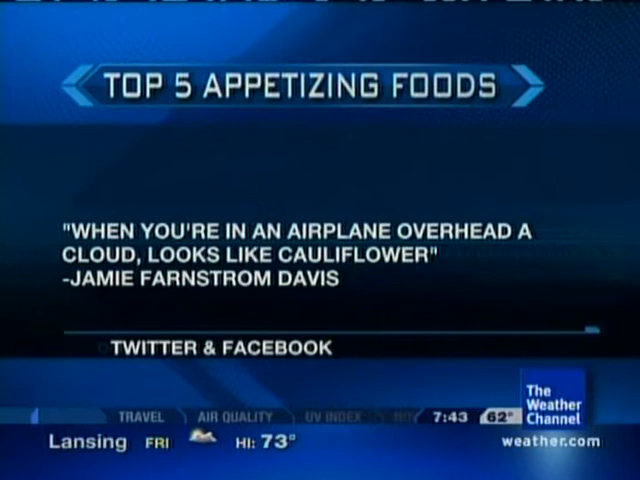 TOP 5 APPETIZING FOODS
"WHEN YOU'RE IN AN AIRPLANE OVERHEAD A
CLOUD, LOOKS LIKE CAULIFLOWER"
-JAMIE FARNSTROM DAVIS
TWITTER & FACEBOOK
TRAVEL AIR QUALITY UV INDEX 7:43 62°
The
Weather
Channel
Lansing FRI HI: 73°
weather.com